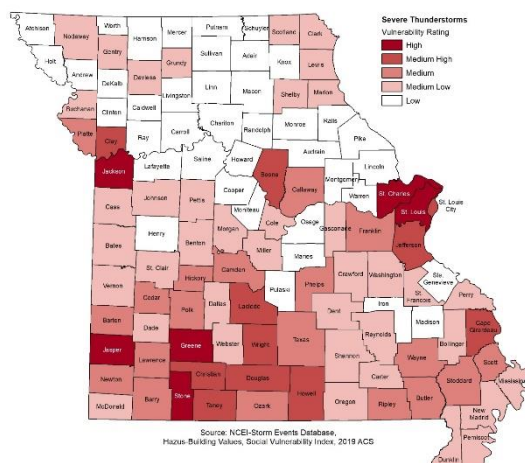 Severe Thunderstorms
Vulnerability Rating
High
Medium High
Medium
Medium Low
Low
Atchison
Nodaway
Worth
Harrison
Mercer
Putnam
Schuyler
Scotland
Clark
Holt
Gentry
Sullivan
Adair
Knox
Lewis
Andrew
DeKalb
Daviess
Grundy
Linn
Macon
Shelby
Marion
Buchanan
Clinton
Caldwell
Livingston
Chariton
Randolph
Monroe
Ralls
Pike
Platte
Clay
Ray
Carroll
Saline
Howard
Boone
Audrain
Lincoln
Jackson
Lafayette
Cooper
Callaway
Montgomery
Warren
St. Charles
St. Louis
St. Louis
City
Cass
Johnson
Pettis
Moniteau
Cole
Osage
Gasconade
Franklin
Jefferson
Bates
Henry
Benton
Morgan
Miller
Maries
Crawford
Washington
Ste.
Genevieve
Vernon
St. Clair
Hickory
Camden
Pulaski
Phelps
St.
Francois
Perry
Barton
Cedar
Polk
Dallas
Laclede
Dent
Iron
Madison
Bollinger
Cape
Girardeau
Jasper
Dade
Greene
Webster
Wright
Texas
Shannon
Reynolds
Wayne
Scott
Newton
Lawrence
Christian
Douglas
Howell
Carter
Stoddard
Mississippi
McDonald
Barry
Stone
Taney
Ozark
Oregon
Ripley
Butler
New
Madrid
Pemiscot
Dunklin
Source: NCEI-Storm Events Database,
Hazus-Building Values, Social Vulnerability Index, 2019 ACS